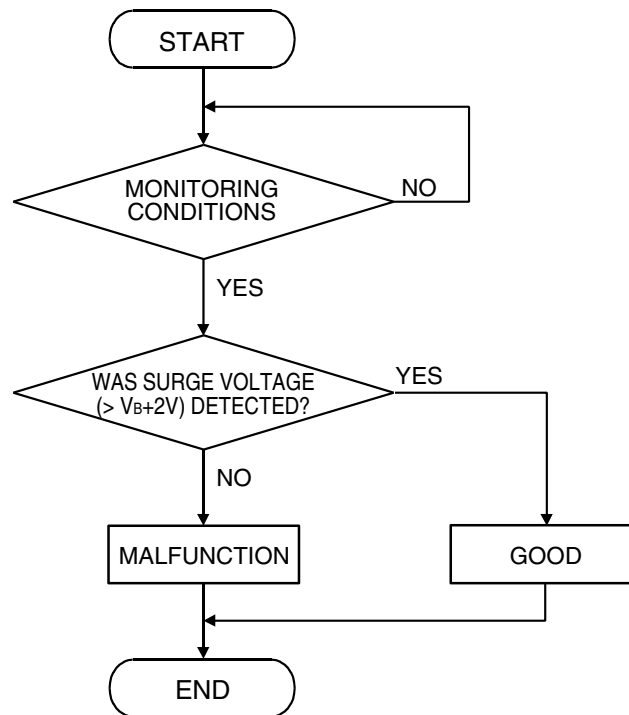 START
MONITORING
CONDITIONS
NO
YES
WAS SURGE VOLTAGE
(> VB+2V) DETECTED?
YES
NO
MALFUNCTION
GOOD
END